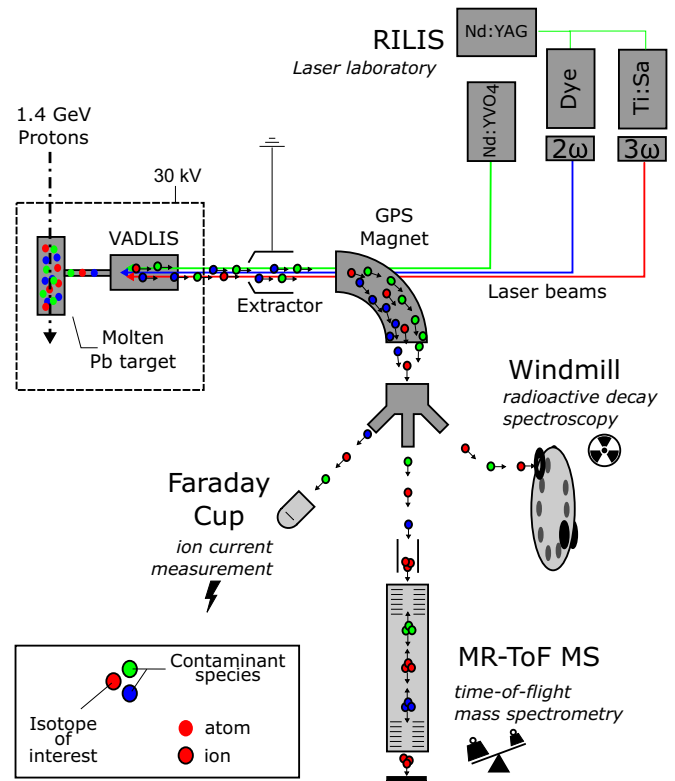 RILIS
Laser laboratory
Nd:YAG
Nd:YVO4
Dye
Ti:Sa
2ω
3ω
1.4 GeV
Protons
30 kV
VADLIS
Extractor
GPS
Magnet
Laser beams
Molten
Pb target
Windmill
radioactive decay
spectroscopy
Faraday
Cup
ion current
measurement
MR-ToF MS
time-of-flight
mass spectrometry
Contaminant
species
Isotope
of
interest
atom
ion